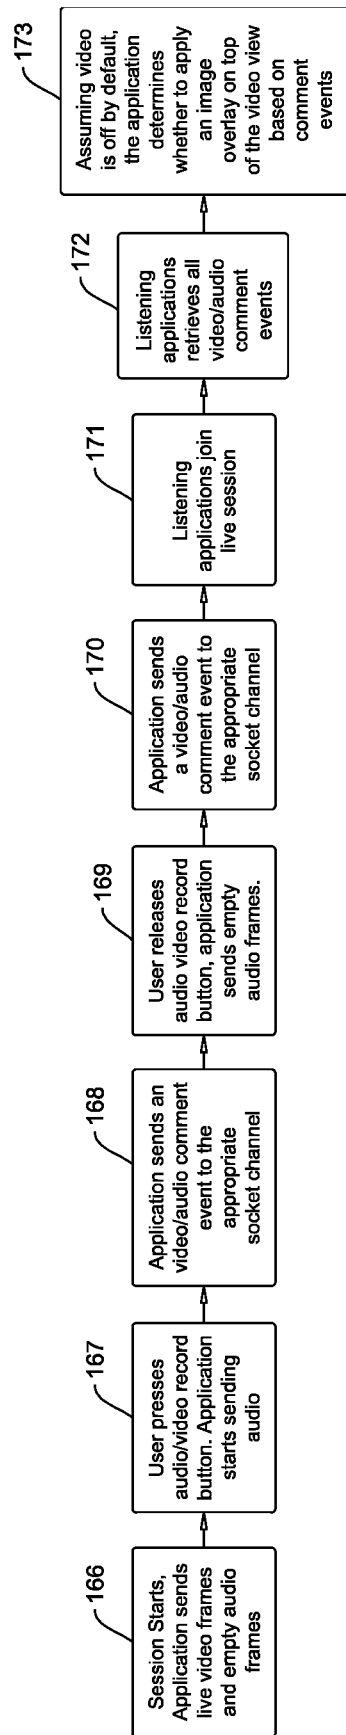 166
Session Starts,
Application sends
live video frames
and empty audio
frames
167
User presses
audio/video record
button. Application
starts sending
audio
168
Application sends an
video/audio comment
event to the
appropriate
socket channel
169
User releases
audio video record
button, application
sends empty
audio frames.
170
Application sends
a video/audio
comment event to
the appropriate
socket channel
171
Listening
applications join
live session
172
Listening
applications
retrieves all
video/audio
comment
events
173
Assuming video
is off by default,
the application
determines
whether to apply
an image
overlay on top
of the video view
based on
comment
events